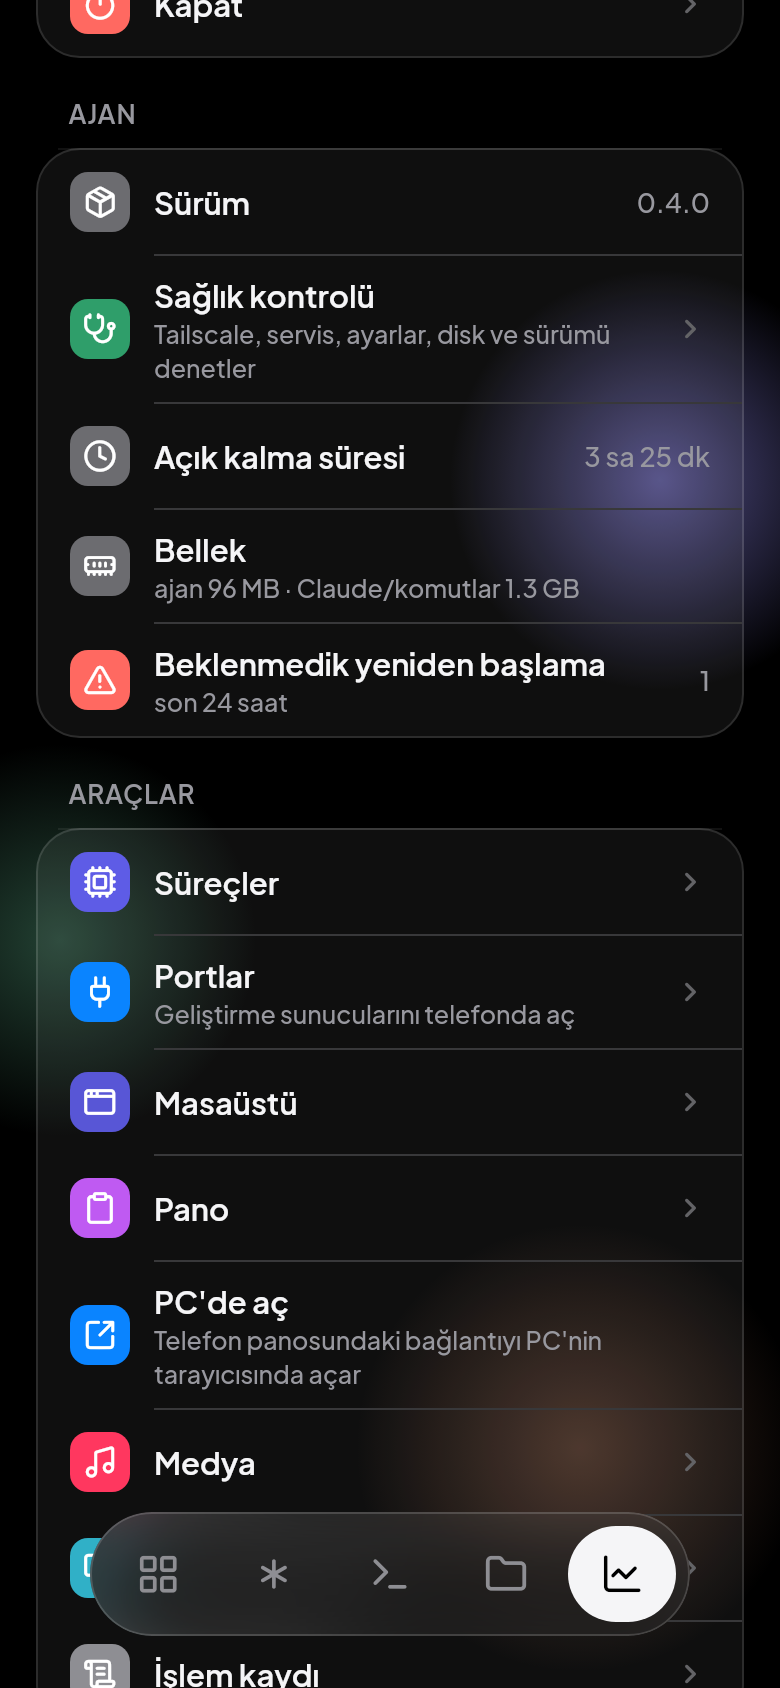 Kapat
AJAN
Sürüm
0.4.0
Sağlık kontrolü
Tailscale, servis, ayarlar, disk ve sürümü
denetler
Açık kalma süresi
3 sa 25 dk
Bellek
ajan 96 MB · Claude/komutlar 1.3 GB
Beklenmedik yeniden başlama
1
son 24 saat
ARAÇLAR
Süreçler
Portlar
Geliştirme sunucularını telefonda aç
Masaüstü
Pano
PC'de aç
Telefon panosundaki bağlantıyı PC'nin
tarayıcısında açar
Medya
İşlem kaydı